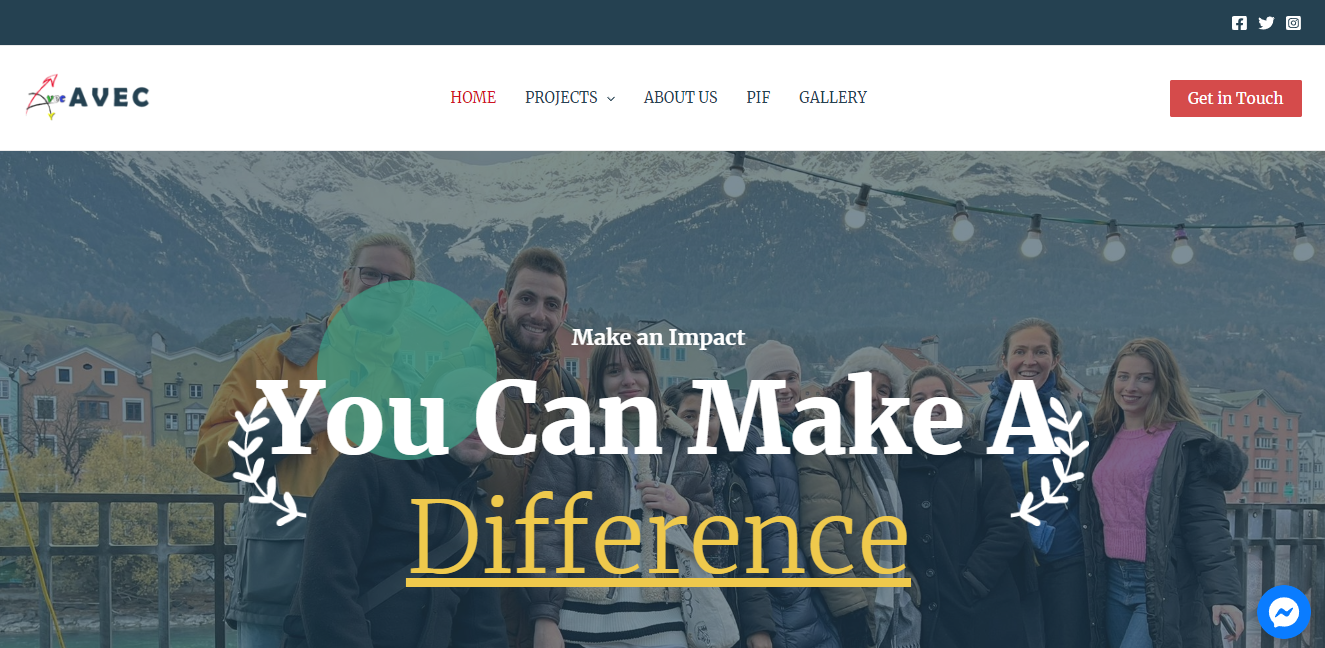 AVEC
HOME PROJECTS ABOUT US PIF GALLERY
Get in Touch
Make an Impact
You Can Make A
Difference